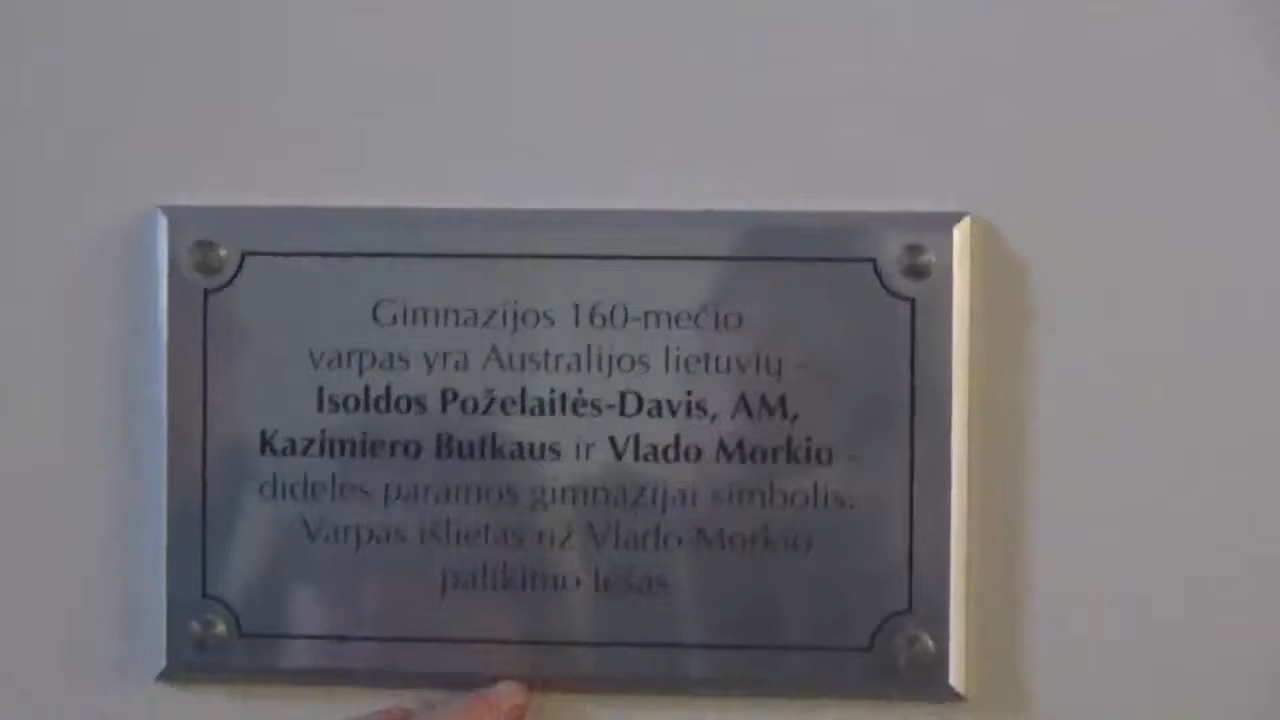 Gimnazijos 160-mečio
varpas yra Australijos lietuvių -
Isoldos Poželaitės-Davis, AM,
Kazimiero Butkaus ir Vlado Morkio -
didelės paramos gimnazijai simbolis.
Varpas išlietas už Vlado Morkio
palikimo lėšas